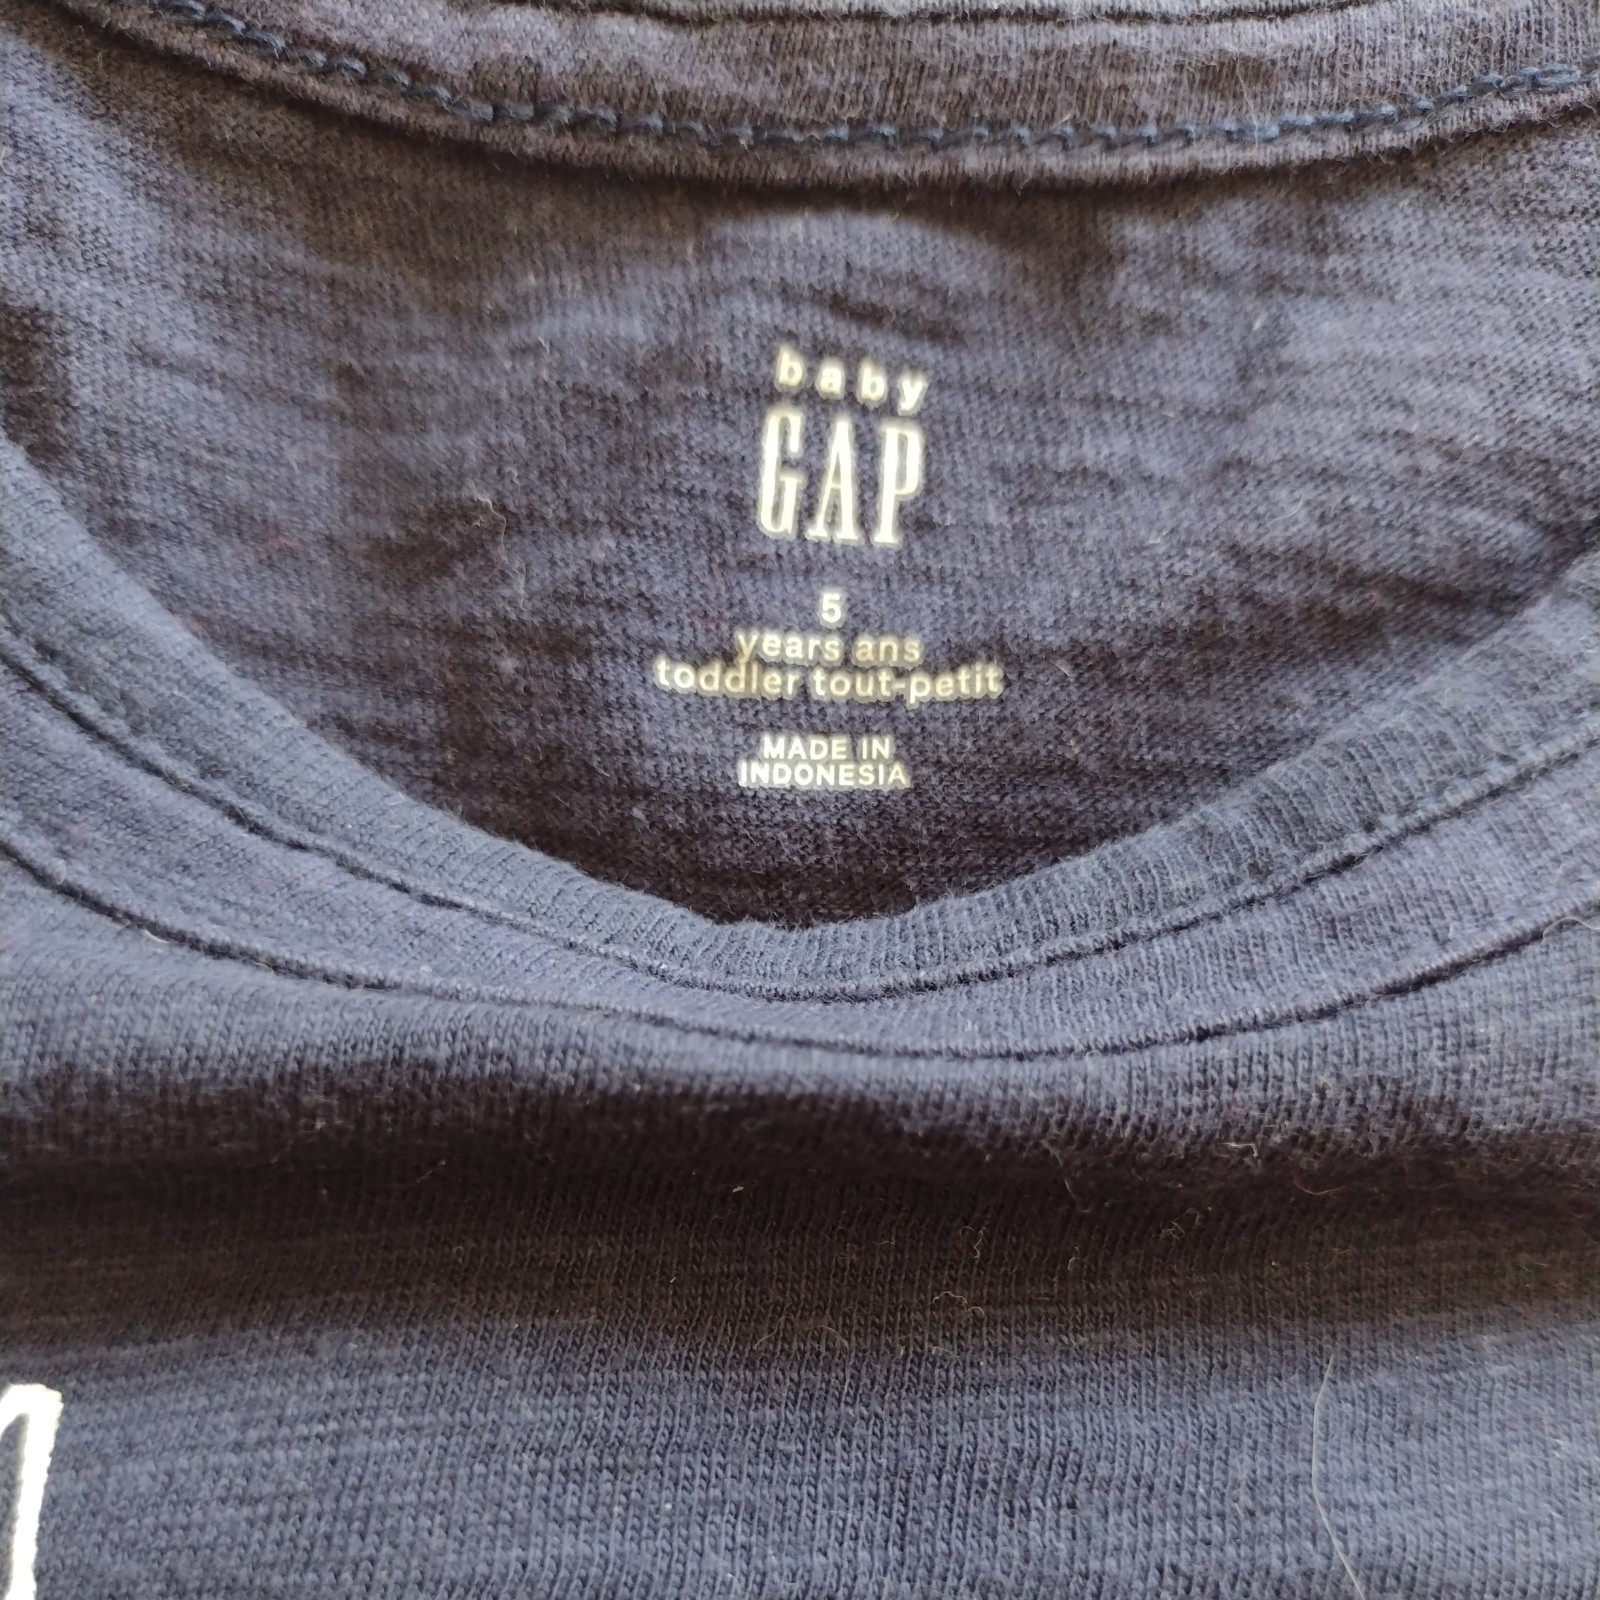 baby
GAP
5
years ans
toddler tout-petit
MADE IN
INDONESIA